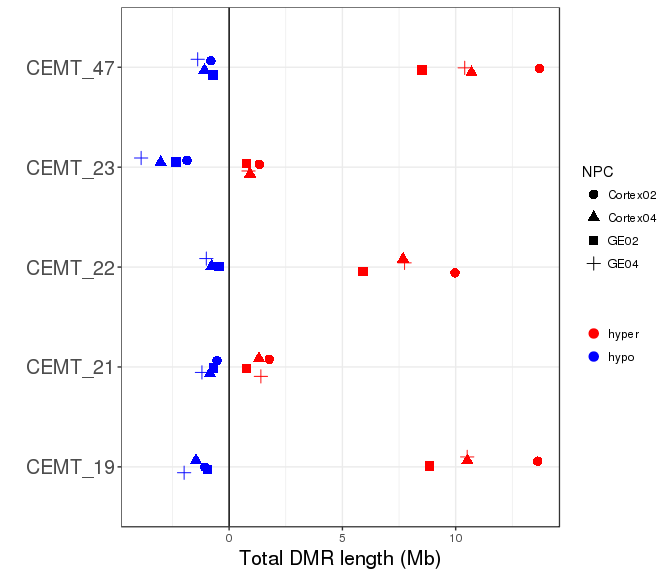 CEMT_47
CEMT_23
CEMT_22
CEMT_21
CEMT_19
0 5 10
Total DMR length (Mb)
NPC
Cortex02
Cortex04
GE02
GE04
hyper
hypo